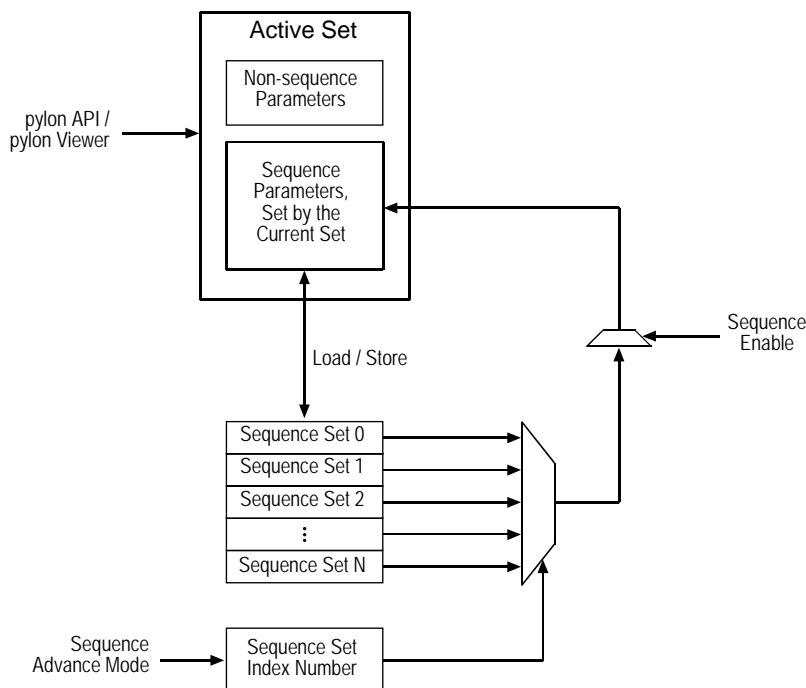 Active Set
Non-sequence
Parameters
pylon API /
pylon Viewer
Sequence
Parameters,
Set by the
Current Set
Sequence
Enable
Load / Store
Sequence Set 0
Sequence Set 1
Sequence Set 2
⋮
Sequence Set N
Sequence
Advance Mode
Sequence Set
Index Number